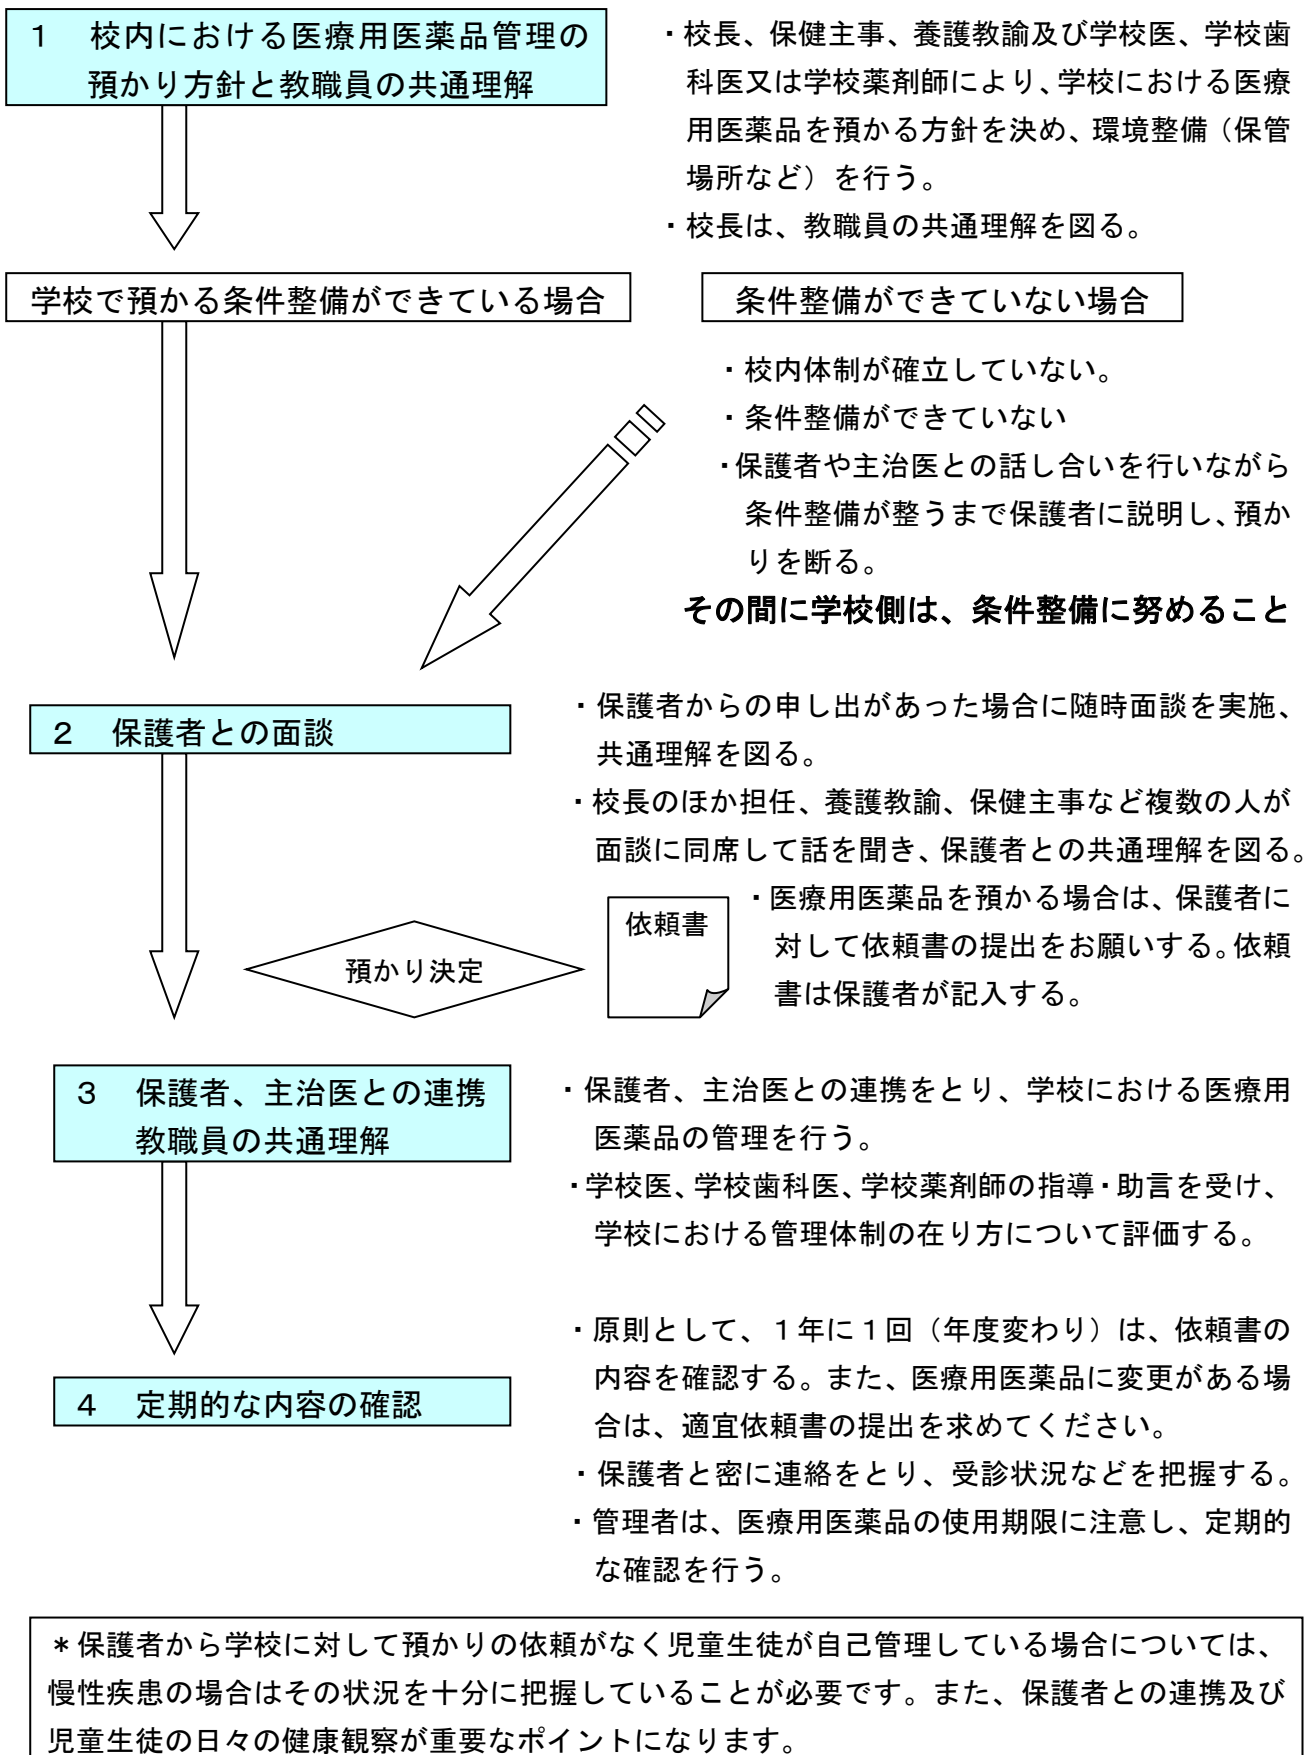 １　校内における医療用医薬品管理の
預かり方針と教職員の共通理解
・校長、保健主事、養護教諭及び学校医、学校歯
科医又は学校薬剤師により、学校における医療
用医薬品を預かる方針を決め、環境整備（保管
場所など）を行う。
・校長は、教職員の共通理解を図る。
学校で預かる条件整備ができている場合
条件整備ができていない場合
・校内体制が確立していない。
・条件整備ができていない
・保護者や主治医との話し合いを行いながら
条件整備が整うまで保護者に説明し、預か
りを断る。
その間に学校側は、条件整備に努めること
２　保護者との面談
・保護者からの申し出があった場合に随時面談を実施、
共通理解を図る。
・校長のほか担任、養護教諭、保健主事など複数の人が
面談に同席して話を聞き、保護者との共通理解を図る。
預かり決定
依頼書
・医療用医薬品を預かる場合は、保護者に
対して依頼書の提出をお願いする。依頼
書は保護者が記入する。
３　保護者、主治医との連携
教職員の共通理解
・保護者、主治医との連携をとり、学校における医療用
医薬品の管理を行う。
・学校医、学校歯科医、学校薬剤師の指導・助言を受け、
学校における管理体制の在り方について評価する。
４　定期的な内容の確認
・原則として、１年に１回（年度変わり）は、依頼書の
内容を確認する。また、医療用医薬品に変更がある場
合は、適宜依頼書の提出を求めてください。
・保護者と密に連絡をとり、受診状況などを把握する。
・管理者は、医療用医薬品の使用期限に注意し、定期的
な確認を行う。
＊保護者から学校に対して預かりの依頼がなく児童生徒が自己管理している場合については、
慢性疾患の場合はその状況を十分に把握していることが必要です。また、保護者との連携及び
児童生徒の日々の健康観察が重要なポイントになります。